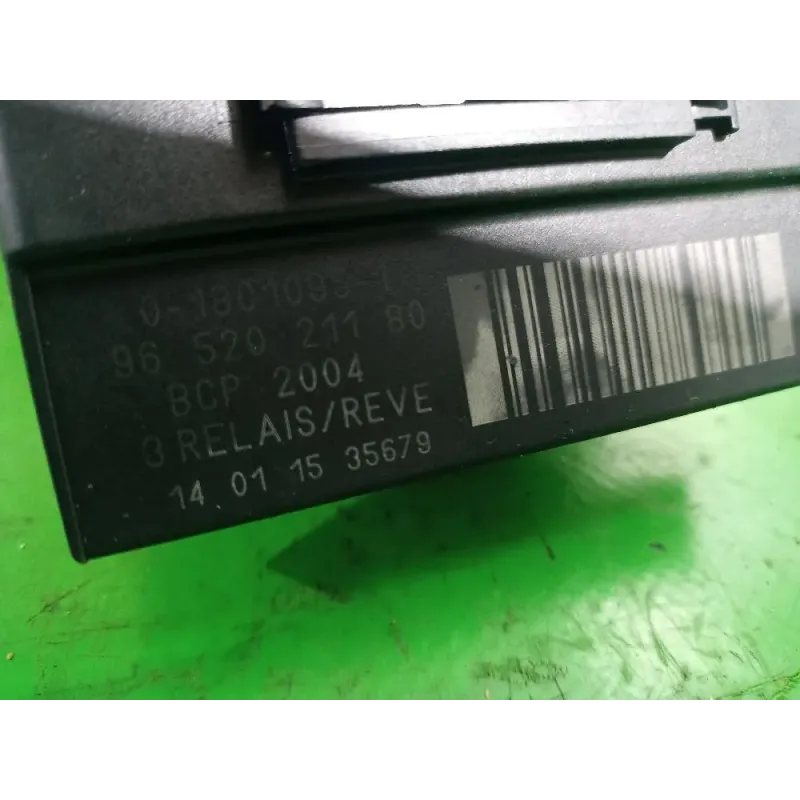 96 520 211 80
BCP 2004
3 RELAIS/REVE
14 01 15 35679